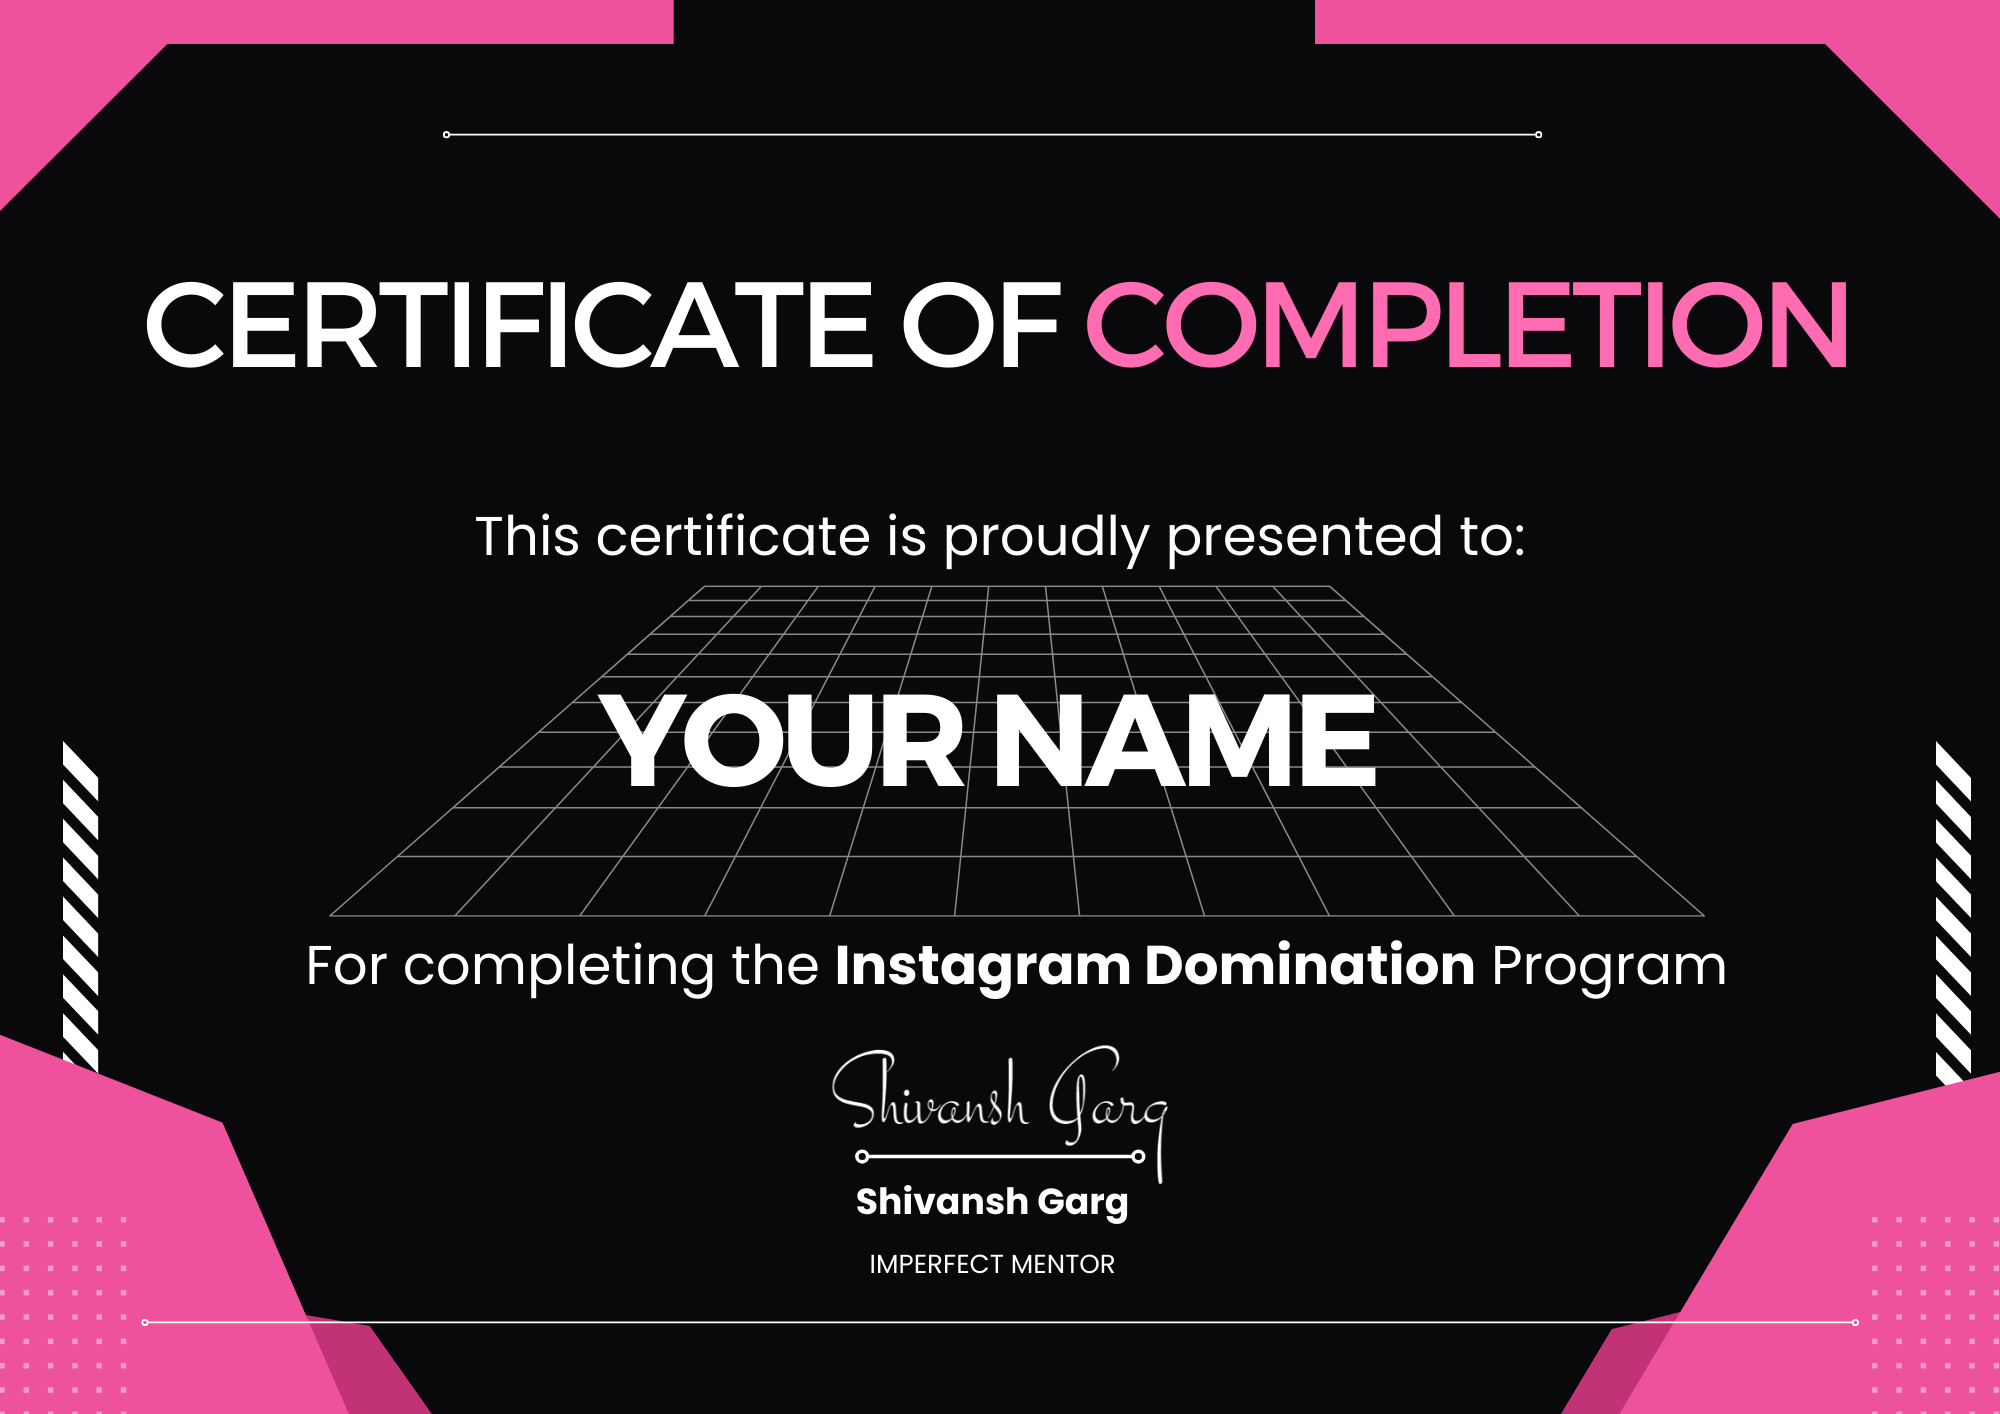 CERTIFICATE OF COMPLETION
This certificate is proudly presented to:
YOUR NAME
For completing the Instagram Domination Program
Shivansh Garg
Shivansh Garg
IMPERFECT MENTOR